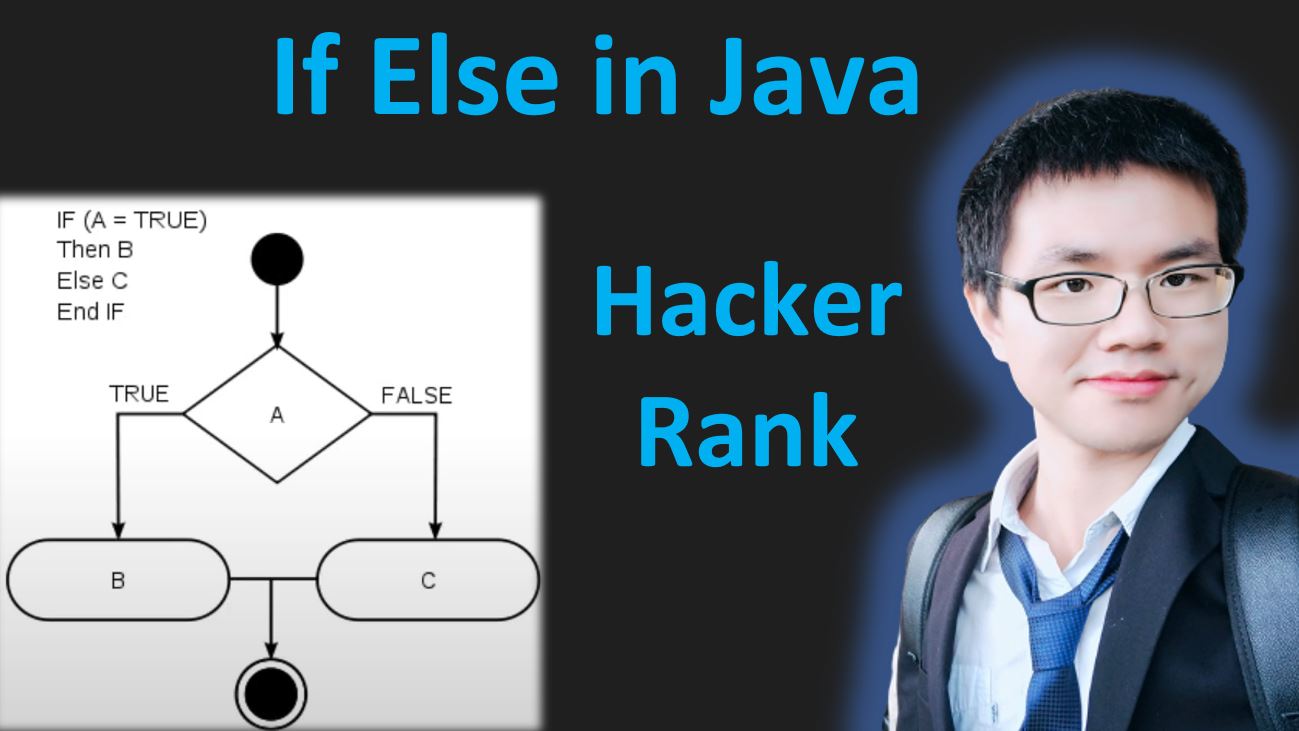 If Else in Java
IF (A = TRUE)
Then B
Else C
End IF
TRUE
A
FALSE
B
C
Hacker
Rank